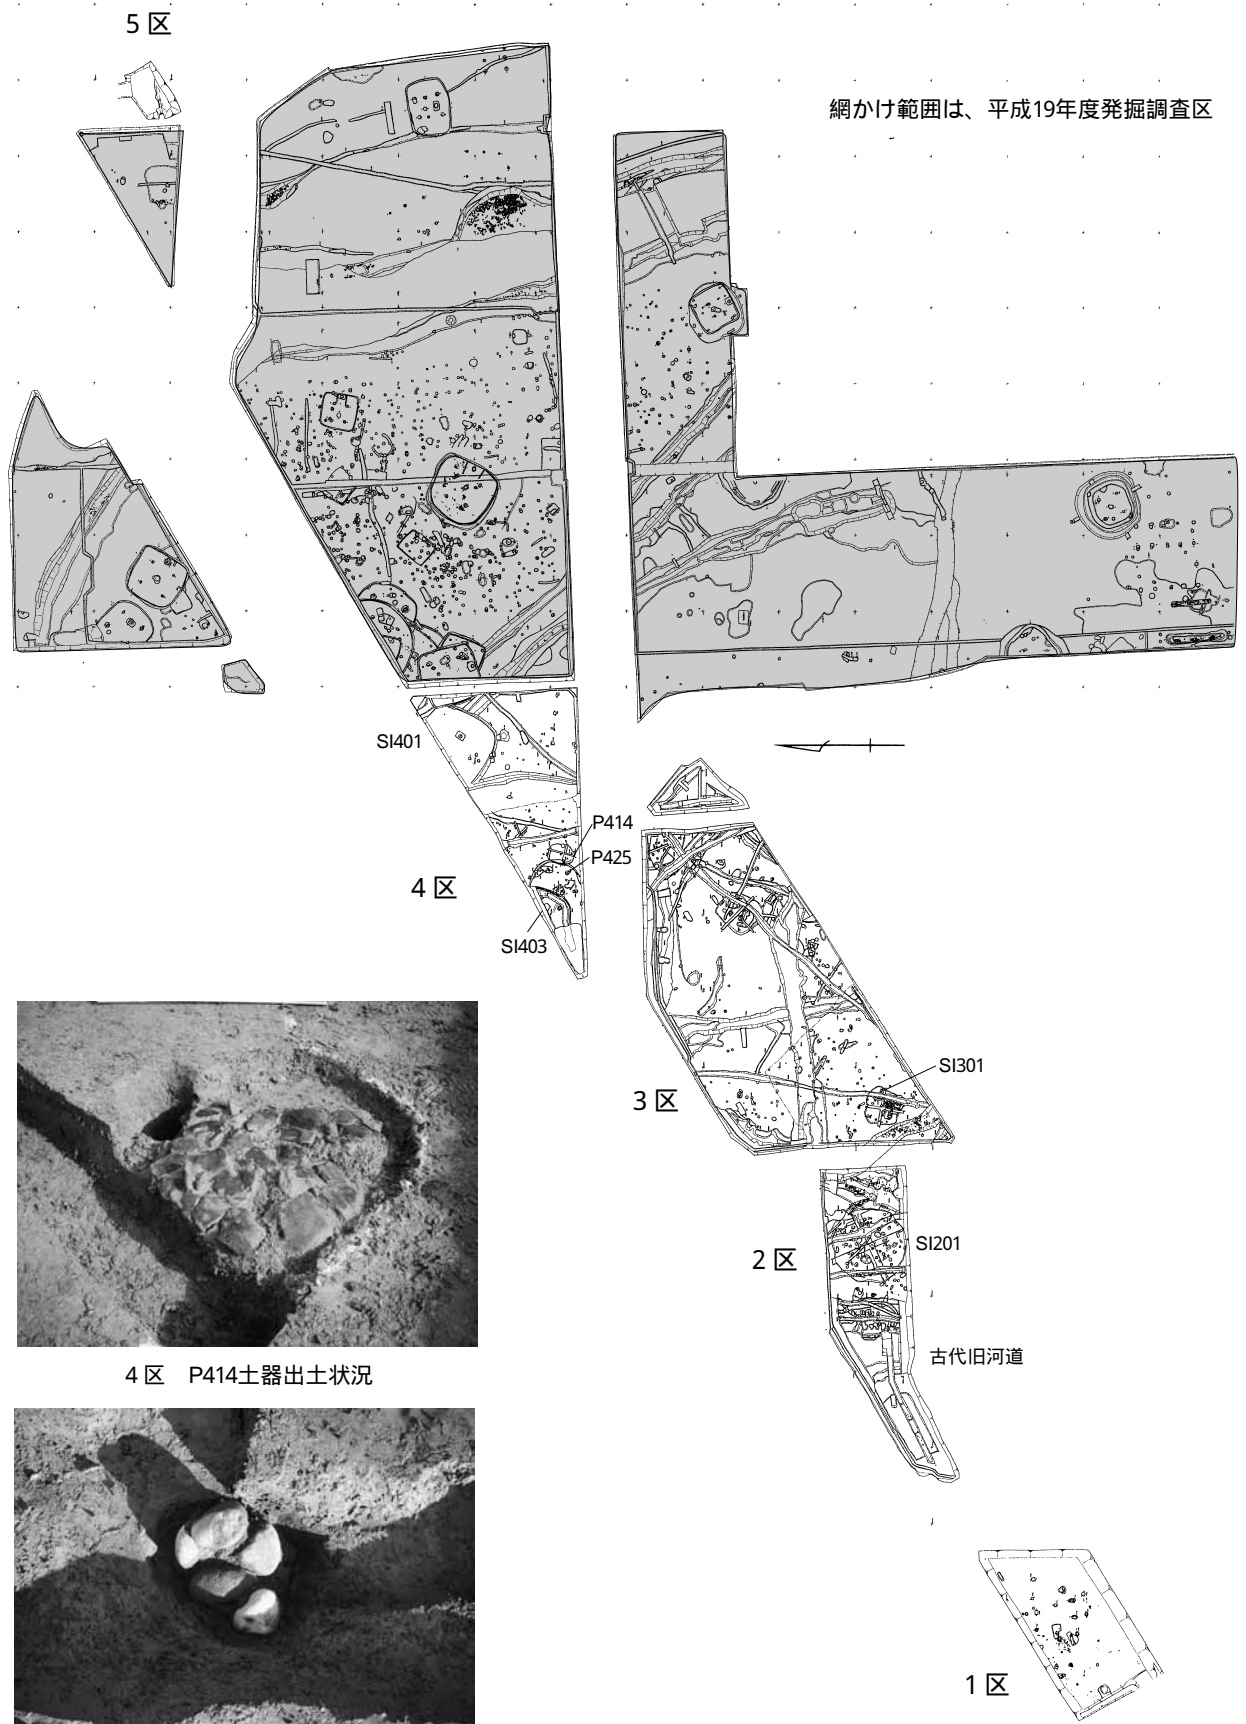 5 区
網かけ範囲は、平成19年度発掘調査区
SI401
P414
P425
4 区
SI403
SI301
3 区
SI201
2 区
古代旧河道
4 区　P414土器出土状況
1 区